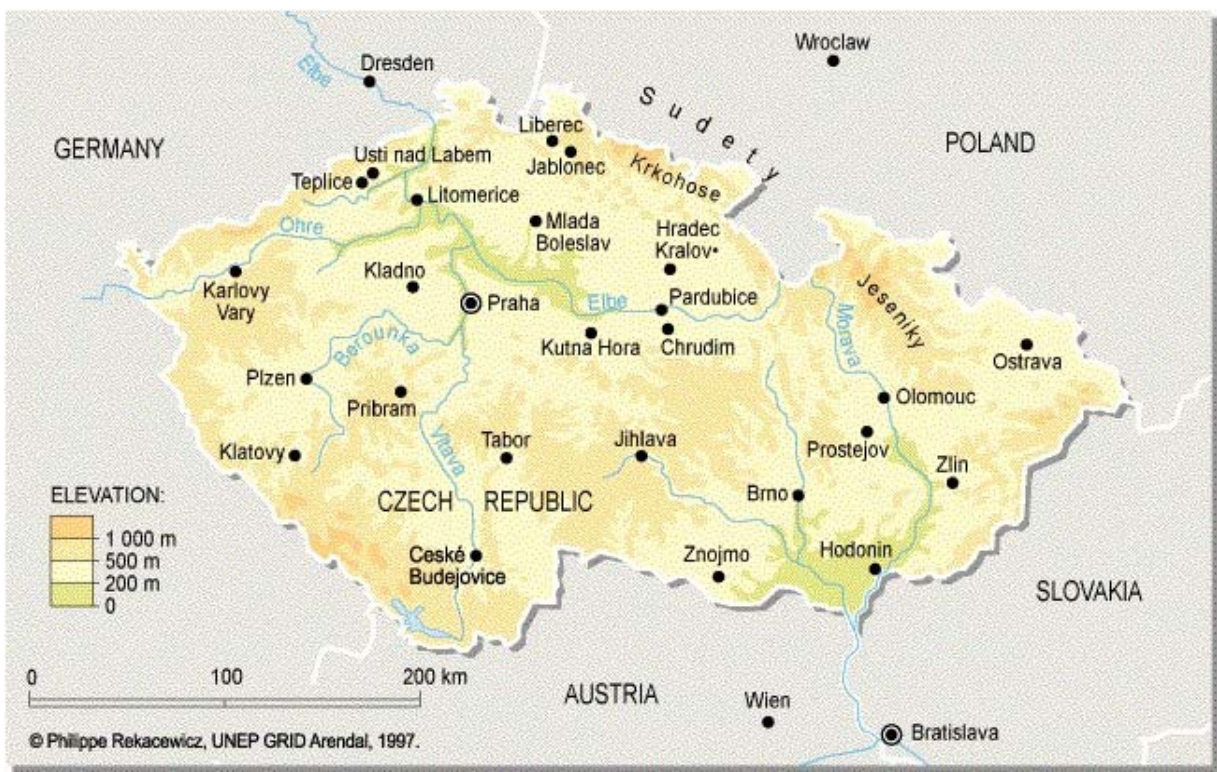 Wroclaw
Dresden
Elbe
Sudety
GERMANY
Liberec
POLAND
Usti nad Labem
Jablonec
Teplice
Krkohose
Litomerice
Ohre
Mlada
Boleslav
Hradec
Kralov•
Kladno
Karlovy
Vary
Praha
Elbe
Pardubice
Jeseniky
Morava
Berounka
Kutna Hora
Chrudim
Ostrava
Plzen
Pribram
Olomouc
Vltava
Klatovy
Tabor
Jihlava
Prostejov
Zlin
ELEVATION:
1 000 m
500 m
200 m
0
CZECH REPUBLIC
Brno
Ceské
Budejovice
Znojmo
Hodonin
SLOVAKIA
0 100 200 km
AUSTRIA
Wien
Bratislava
© Philippe Rekacewicz, UNEP GRID Arendal, 1997.